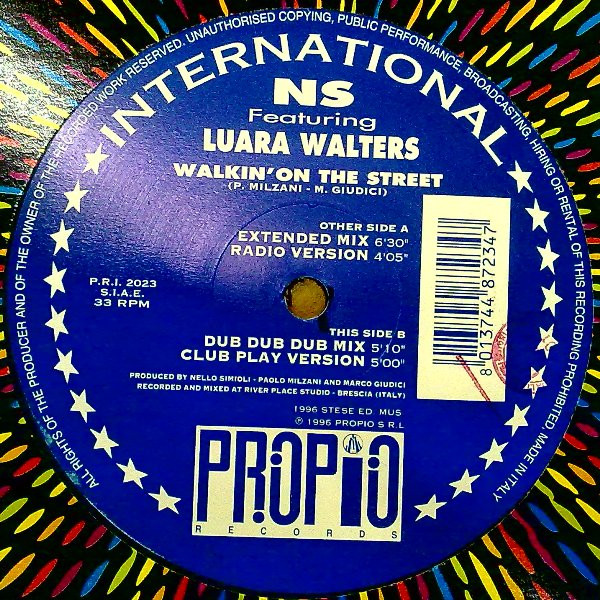 ALL RIGHTS OF THE PRODUCER AND OF THE OWNER OF THE RECORDED WORK RESERVED. UNAUTHORISED COPYING, PUBLIC PERFORMANCE, BROADCASTING, HIRING OR RENTAL OF THIS RECORDING PROHIBITED MADE IN ITALY
INTERNATIONAL
NS
Featuring
LUARA WALTERS
WALKIN' ON THE STREET
(P. MILZANI - M. GIUDICI)
OTHER SIDE A
EXTENDED MIX 6'30"
RADIO VERSION 4'05"
P.R.I. 2023
S.I.A.E.
33 RPM
8 013744 872347
THIS SIDE B
DUB DUB DUB MIX 5'10"
CLUB PLAY VERSION 5'00"
PRODUCED BY NELLO SIMIOLI - PAOLO MILZANI AND MARCO GIUDICI
RECORDED AND MIXED AT RIVER PLACE STUDIO - BRESCIA (ITALY)
1996 STESE ED MUS
℗ 1996 PROPIO S R.L
PROPIO
RECORDS